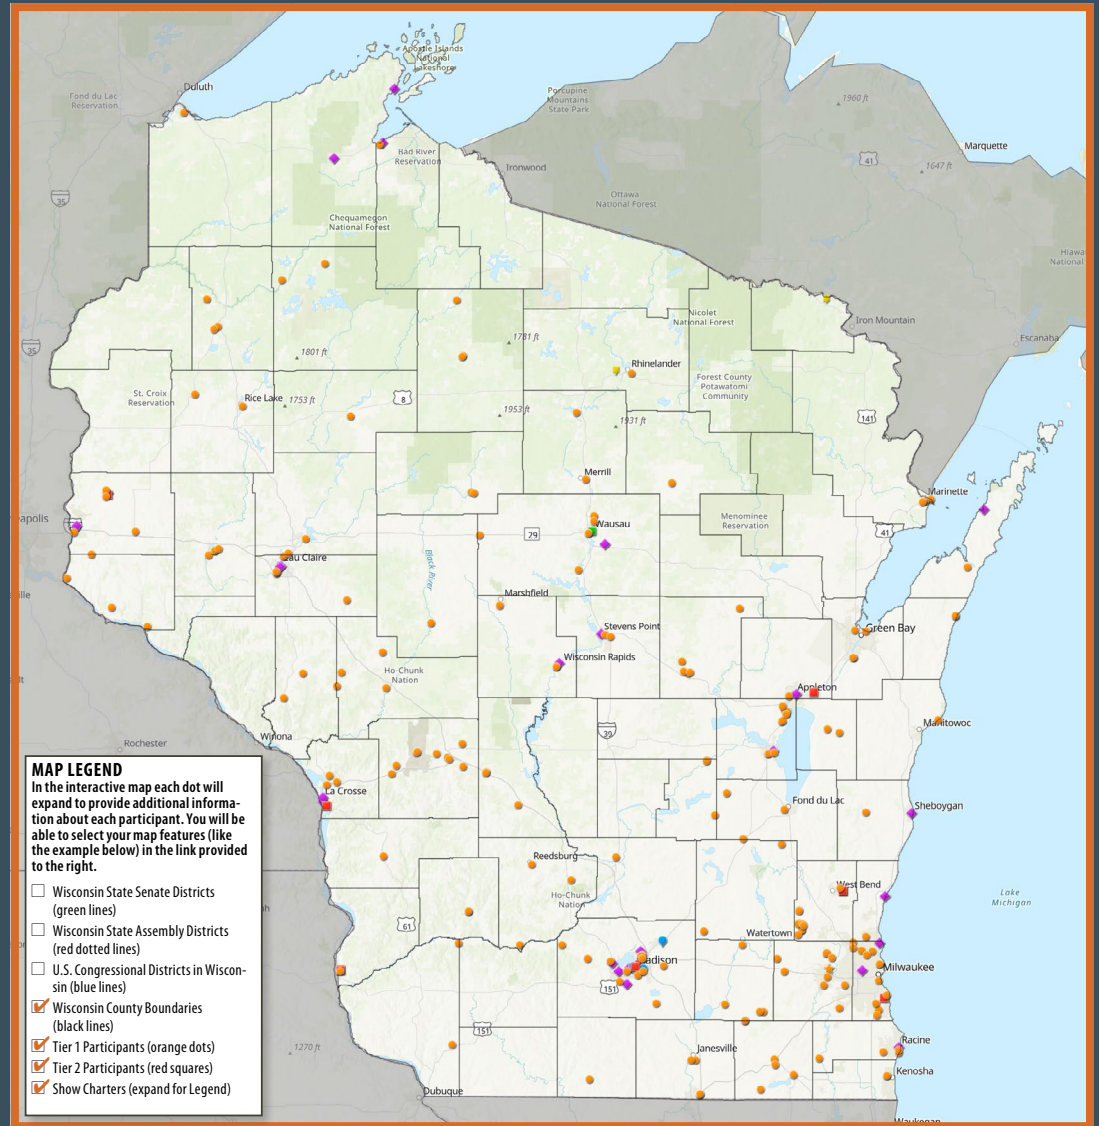 Apostle Islands
National
Lakeshore
Duluth
Fond du Lac
Reservation
Porcupine
Mountains
State Park
1960 ft
Marquette
41
1647 ft
Bad River
Reservation
Ironwood
Ottawa
National Forest
35
Chequamegon
National Forest
Hiawa
National
Nicolet
National Forest
Iron Mountain
Escanaba
35
1781 ft
1801 ft
Rhinelander
St. Croix
Reservation
Rice Lake
1753 ft
8
Forest County
Potawatomi
Community
1953 ft
1931 ft
141
Merrill
Marinette
eapolis
Wausau
29
Menominee
Reservation
41
au Claire
Black River
ille
Marshfield
Stevens Point
Green Bay
Wisconsin Rapids
Ho-Chunk
Nation
Appleton
Manitowoc
39
Winona
Rochester
La Crosse
Fond du Lac
Sheboygan
Reedsburg
West Bend
Ho-Chunk
Nation
Lake
Michigan
61
Watertown
adison
Milwaukee
151
151
1270 ft
Janesville
Racine
Kenosha
Dubuque
Waukegan
MAP LEGEND
In the interactive map each dot will
expand to provide additional informa-
tion about each participant. You will be
able to select your map features (like
the example below) in the link provided
to the right.
Wisconsin State Senate Districts
(green lines)
Wisconsin State Assembly Districts
(red dotted lines)
U.S. Congressional Districts in Wiscon-
sin (blue lines)
Wisconsin County Boundaries
(black lines)
Tier 1 Participants (orange dots)
Tier 2 Participants (red squares)
Show Charters (expand for Legend)